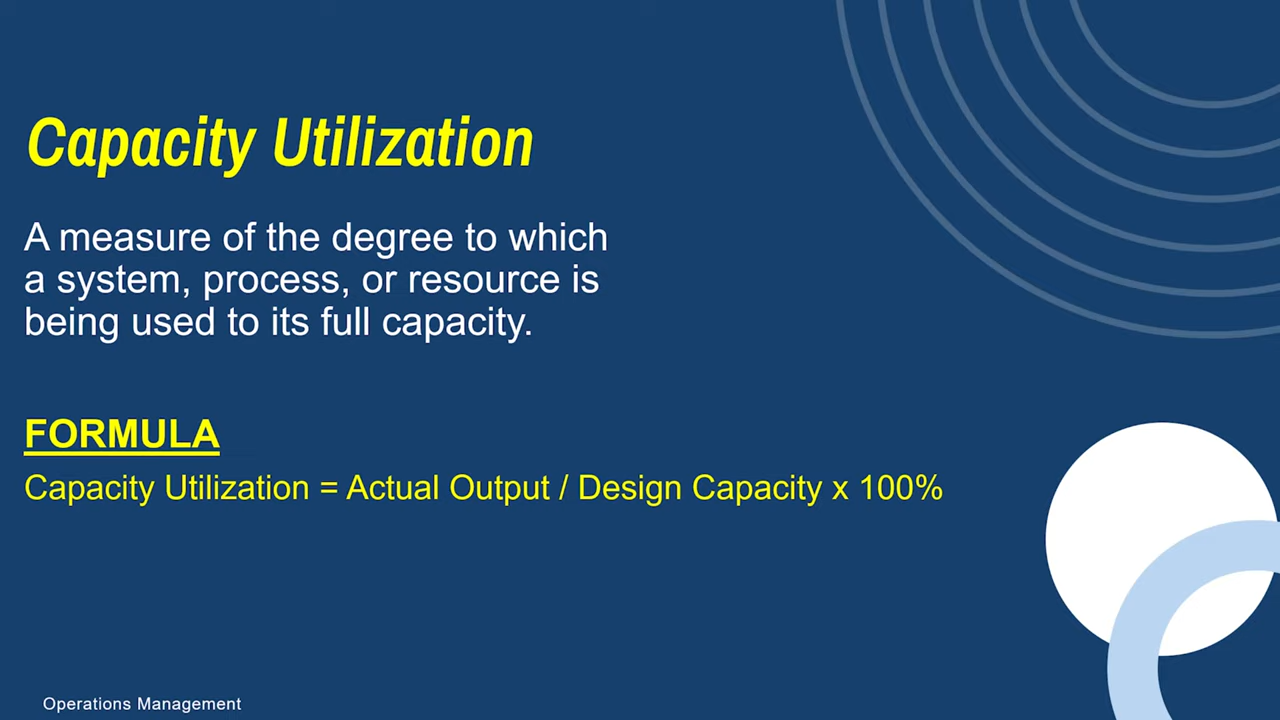 Capacity Utilization
A measure of the degree to which
a system, process, or resource is
being used to its full capacity.
FORMULA
Capacity Utilization = Actual Output / Design Capacity x 100%
Operations Management